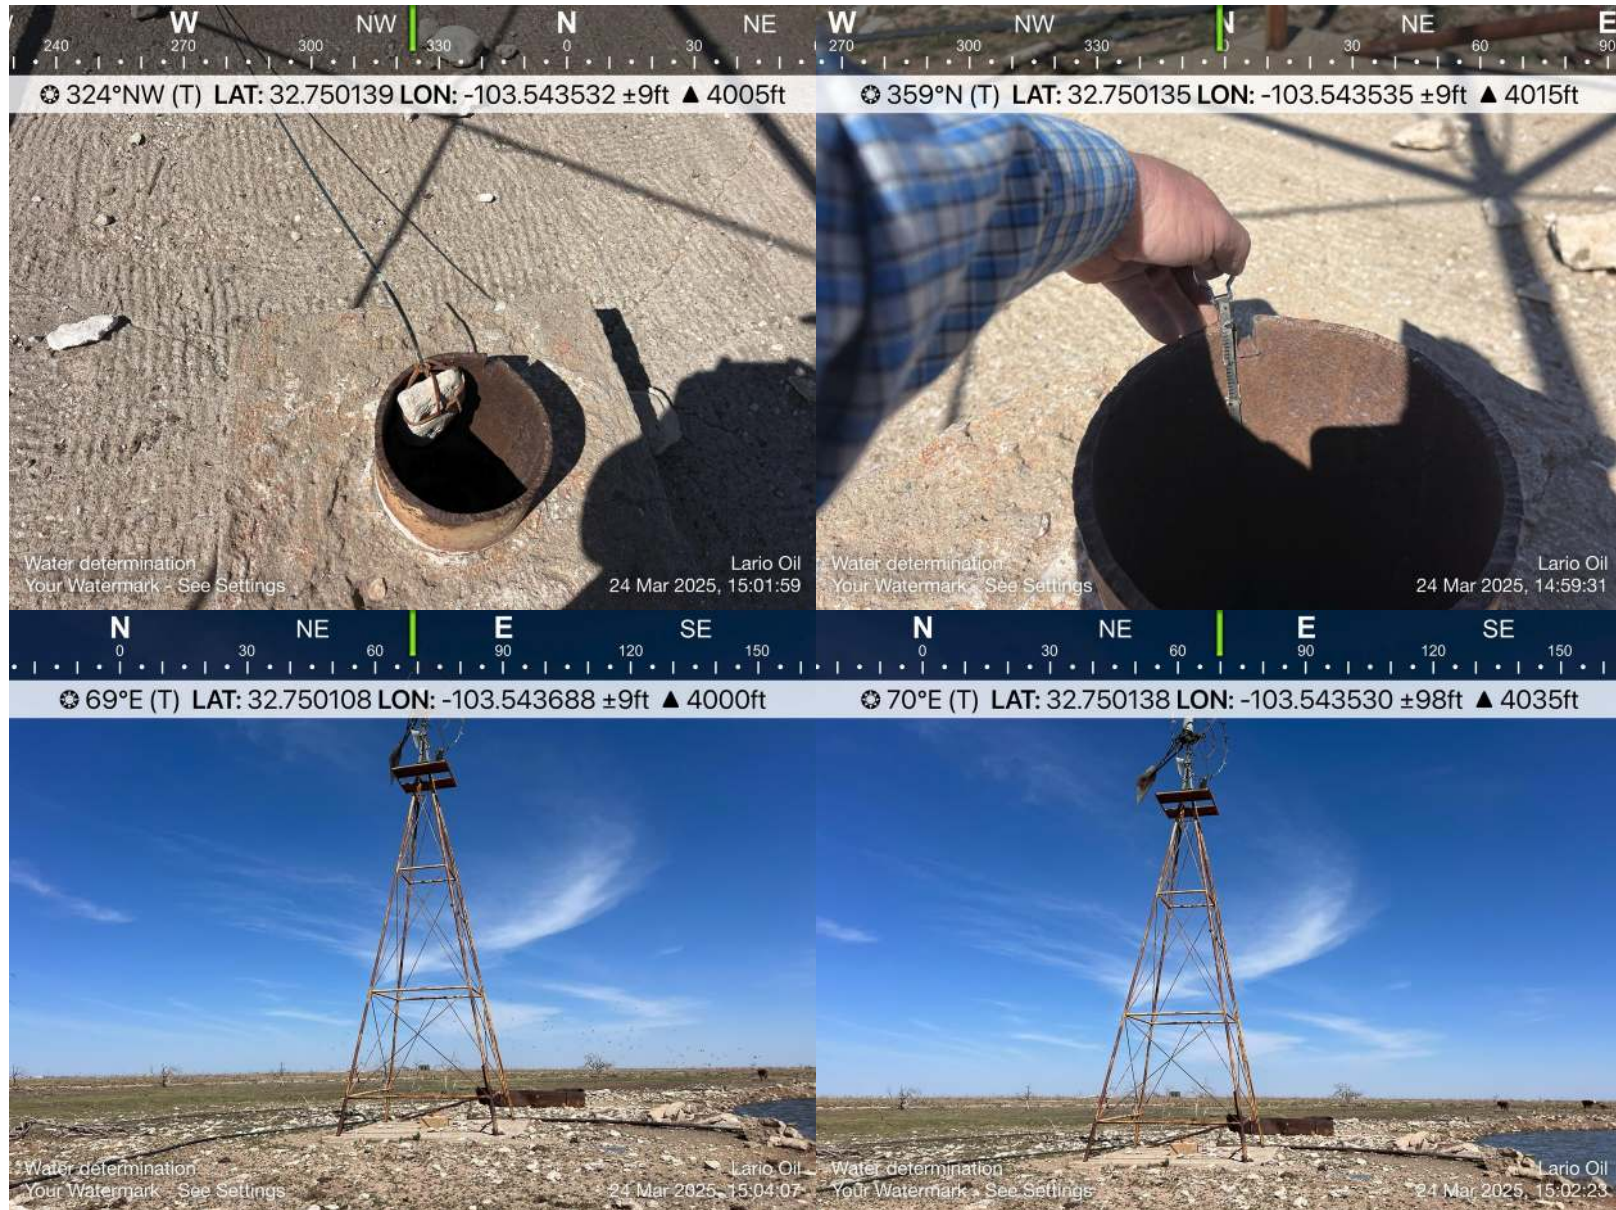 W NW N NE
240 270 300 330 0 30
324°NW (T) LAT: 32.750139 LON: -103.543532 ±9ft ▲ 4005ft
Water determination
Your Watermark - See Settings
Lario Oil
24 Mar 2025, 15:01:59
W NW N NE E
270 300 330 0 30 60 90
359°N (T) LAT: 32.750135 LON: -103.543535 ±9ft ▲ 4015ft
Water determination
Your Watermark - See Settings
Lario Oil
24 Mar 2025, 14:59:31
N NE E SE
0 30 60 90 120 150
69°E (T) LAT: 32.750108 LON: -103.543688 ±9ft ▲ 4000ft
Water determination
Your Watermark - See Settings
Lario Oil
24 Mar 2025, 15:04:07
N NE E SE
0 30 60 90 120 150
70°E (T) LAT: 32.750138 LON: -103.543530 ±98ft ▲ 4035ft
Water determination
Your Watermark - See Settings
Lario Oil
24 Mar 2025, 15:02:23